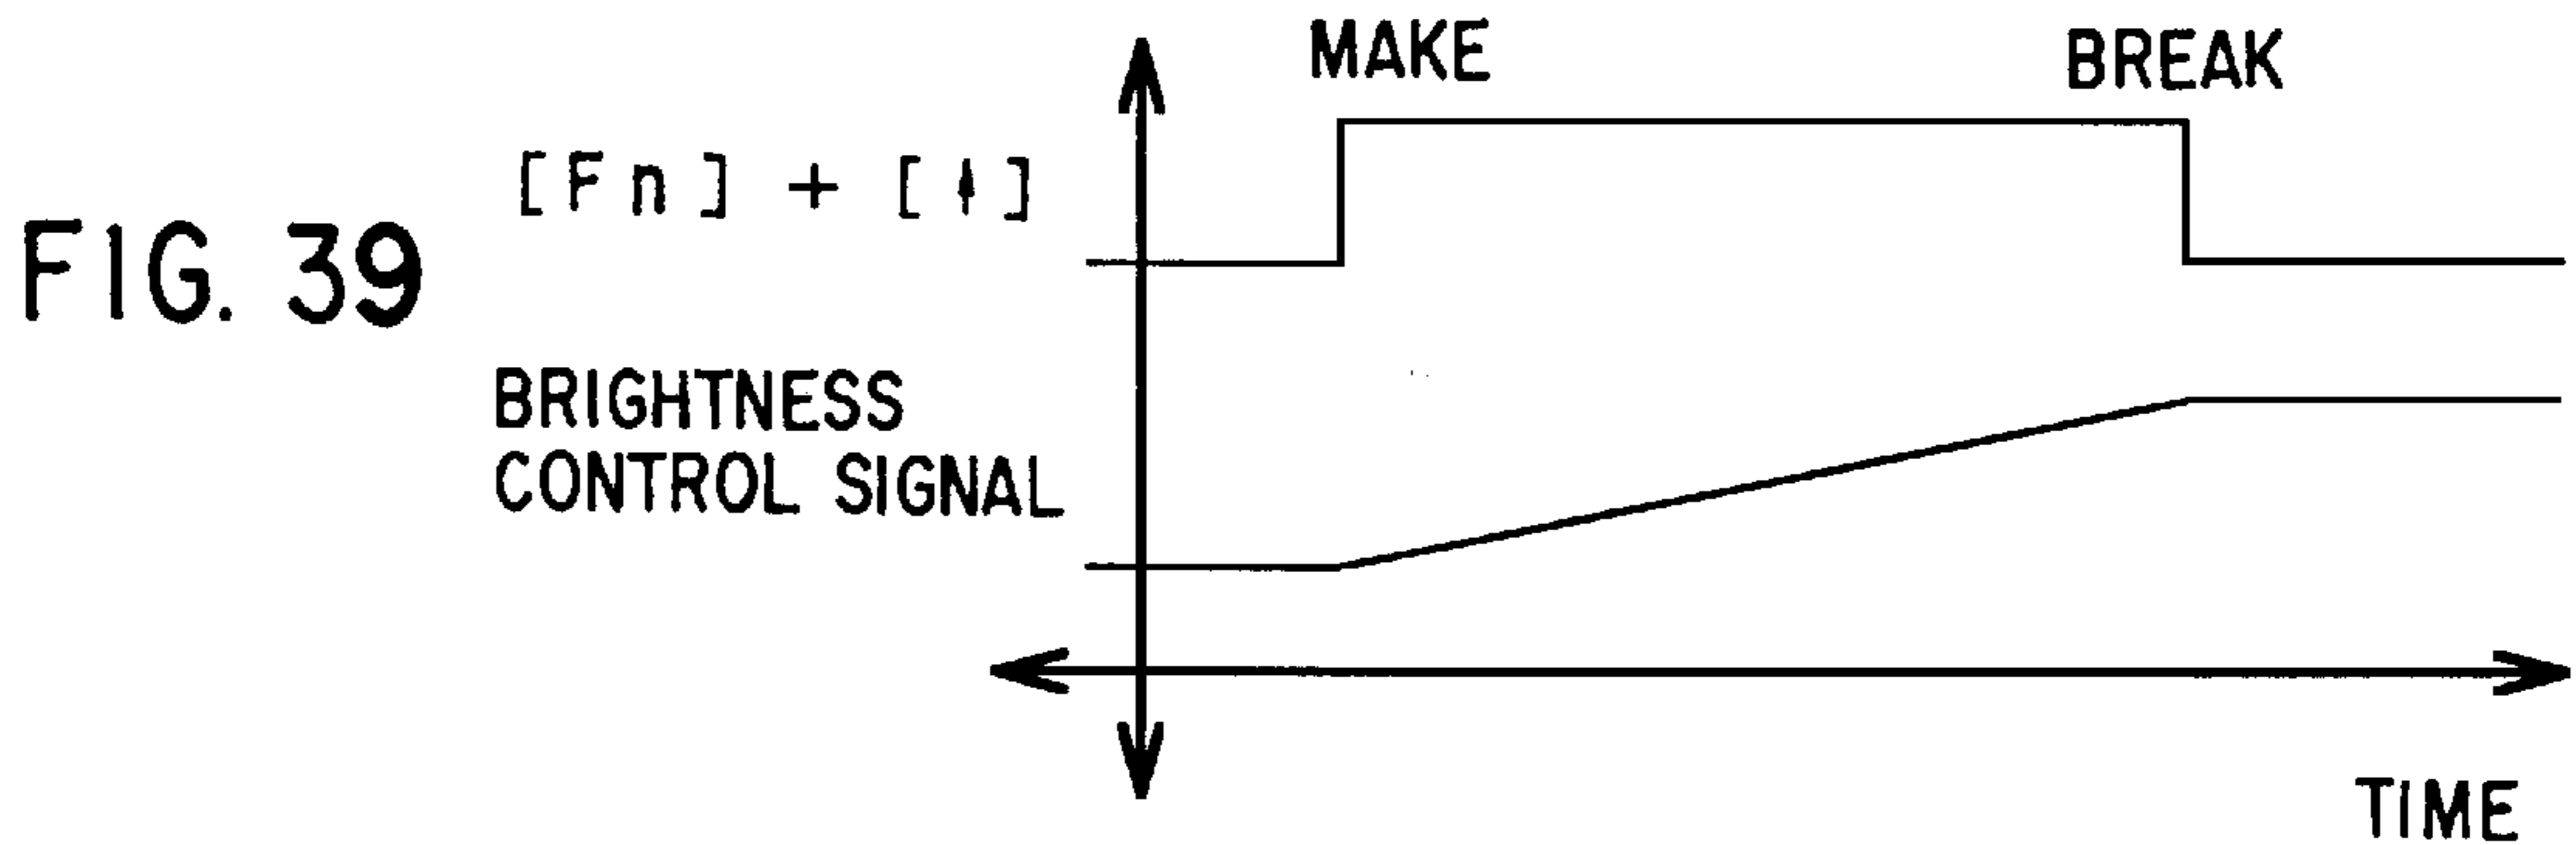 MAKE
BREAK
[Fn] + [↑]
FIG. 39
BRIGHTNESS
CONTROL SIGNAL
TIME